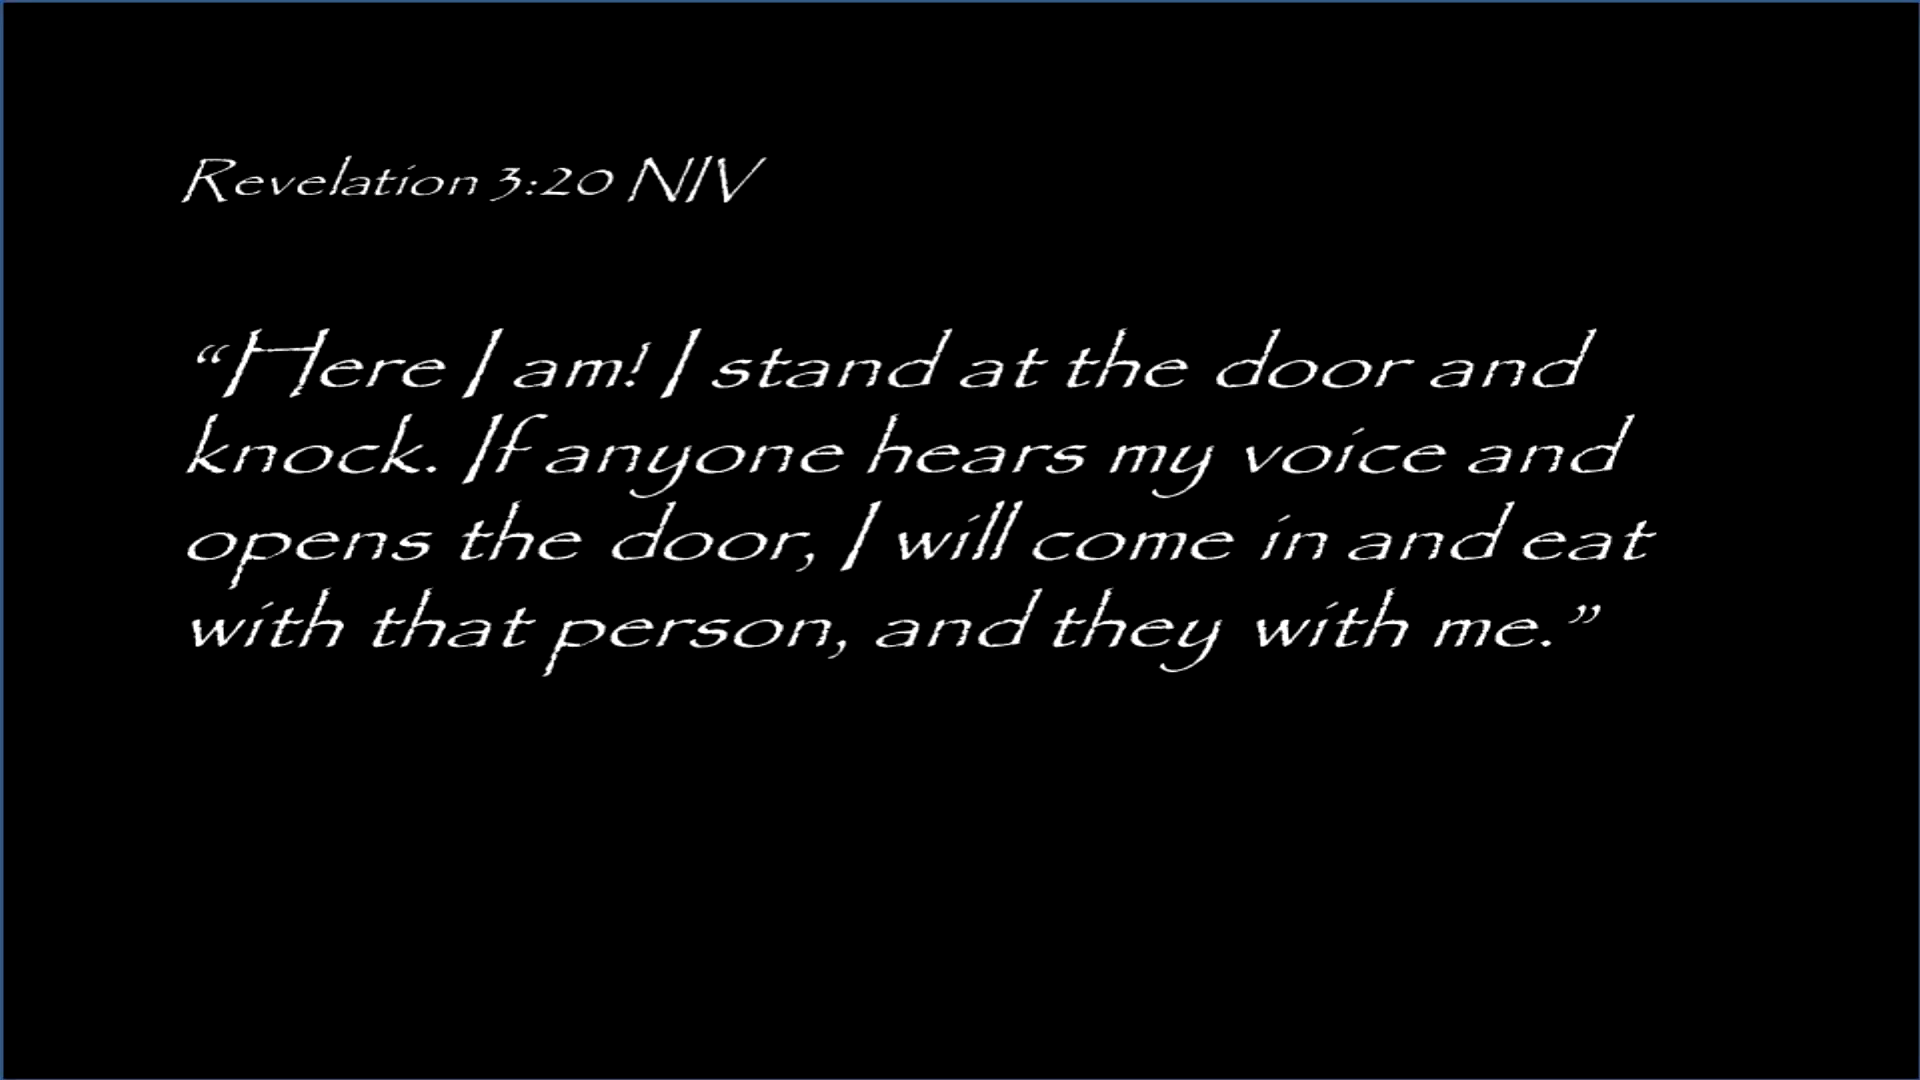 Revelation 3:20 NIV
“Here I am! I stand at the door and
knock. If anyone hears my voice and
opens the door, I will come in and eat
with that person, and they with me.”